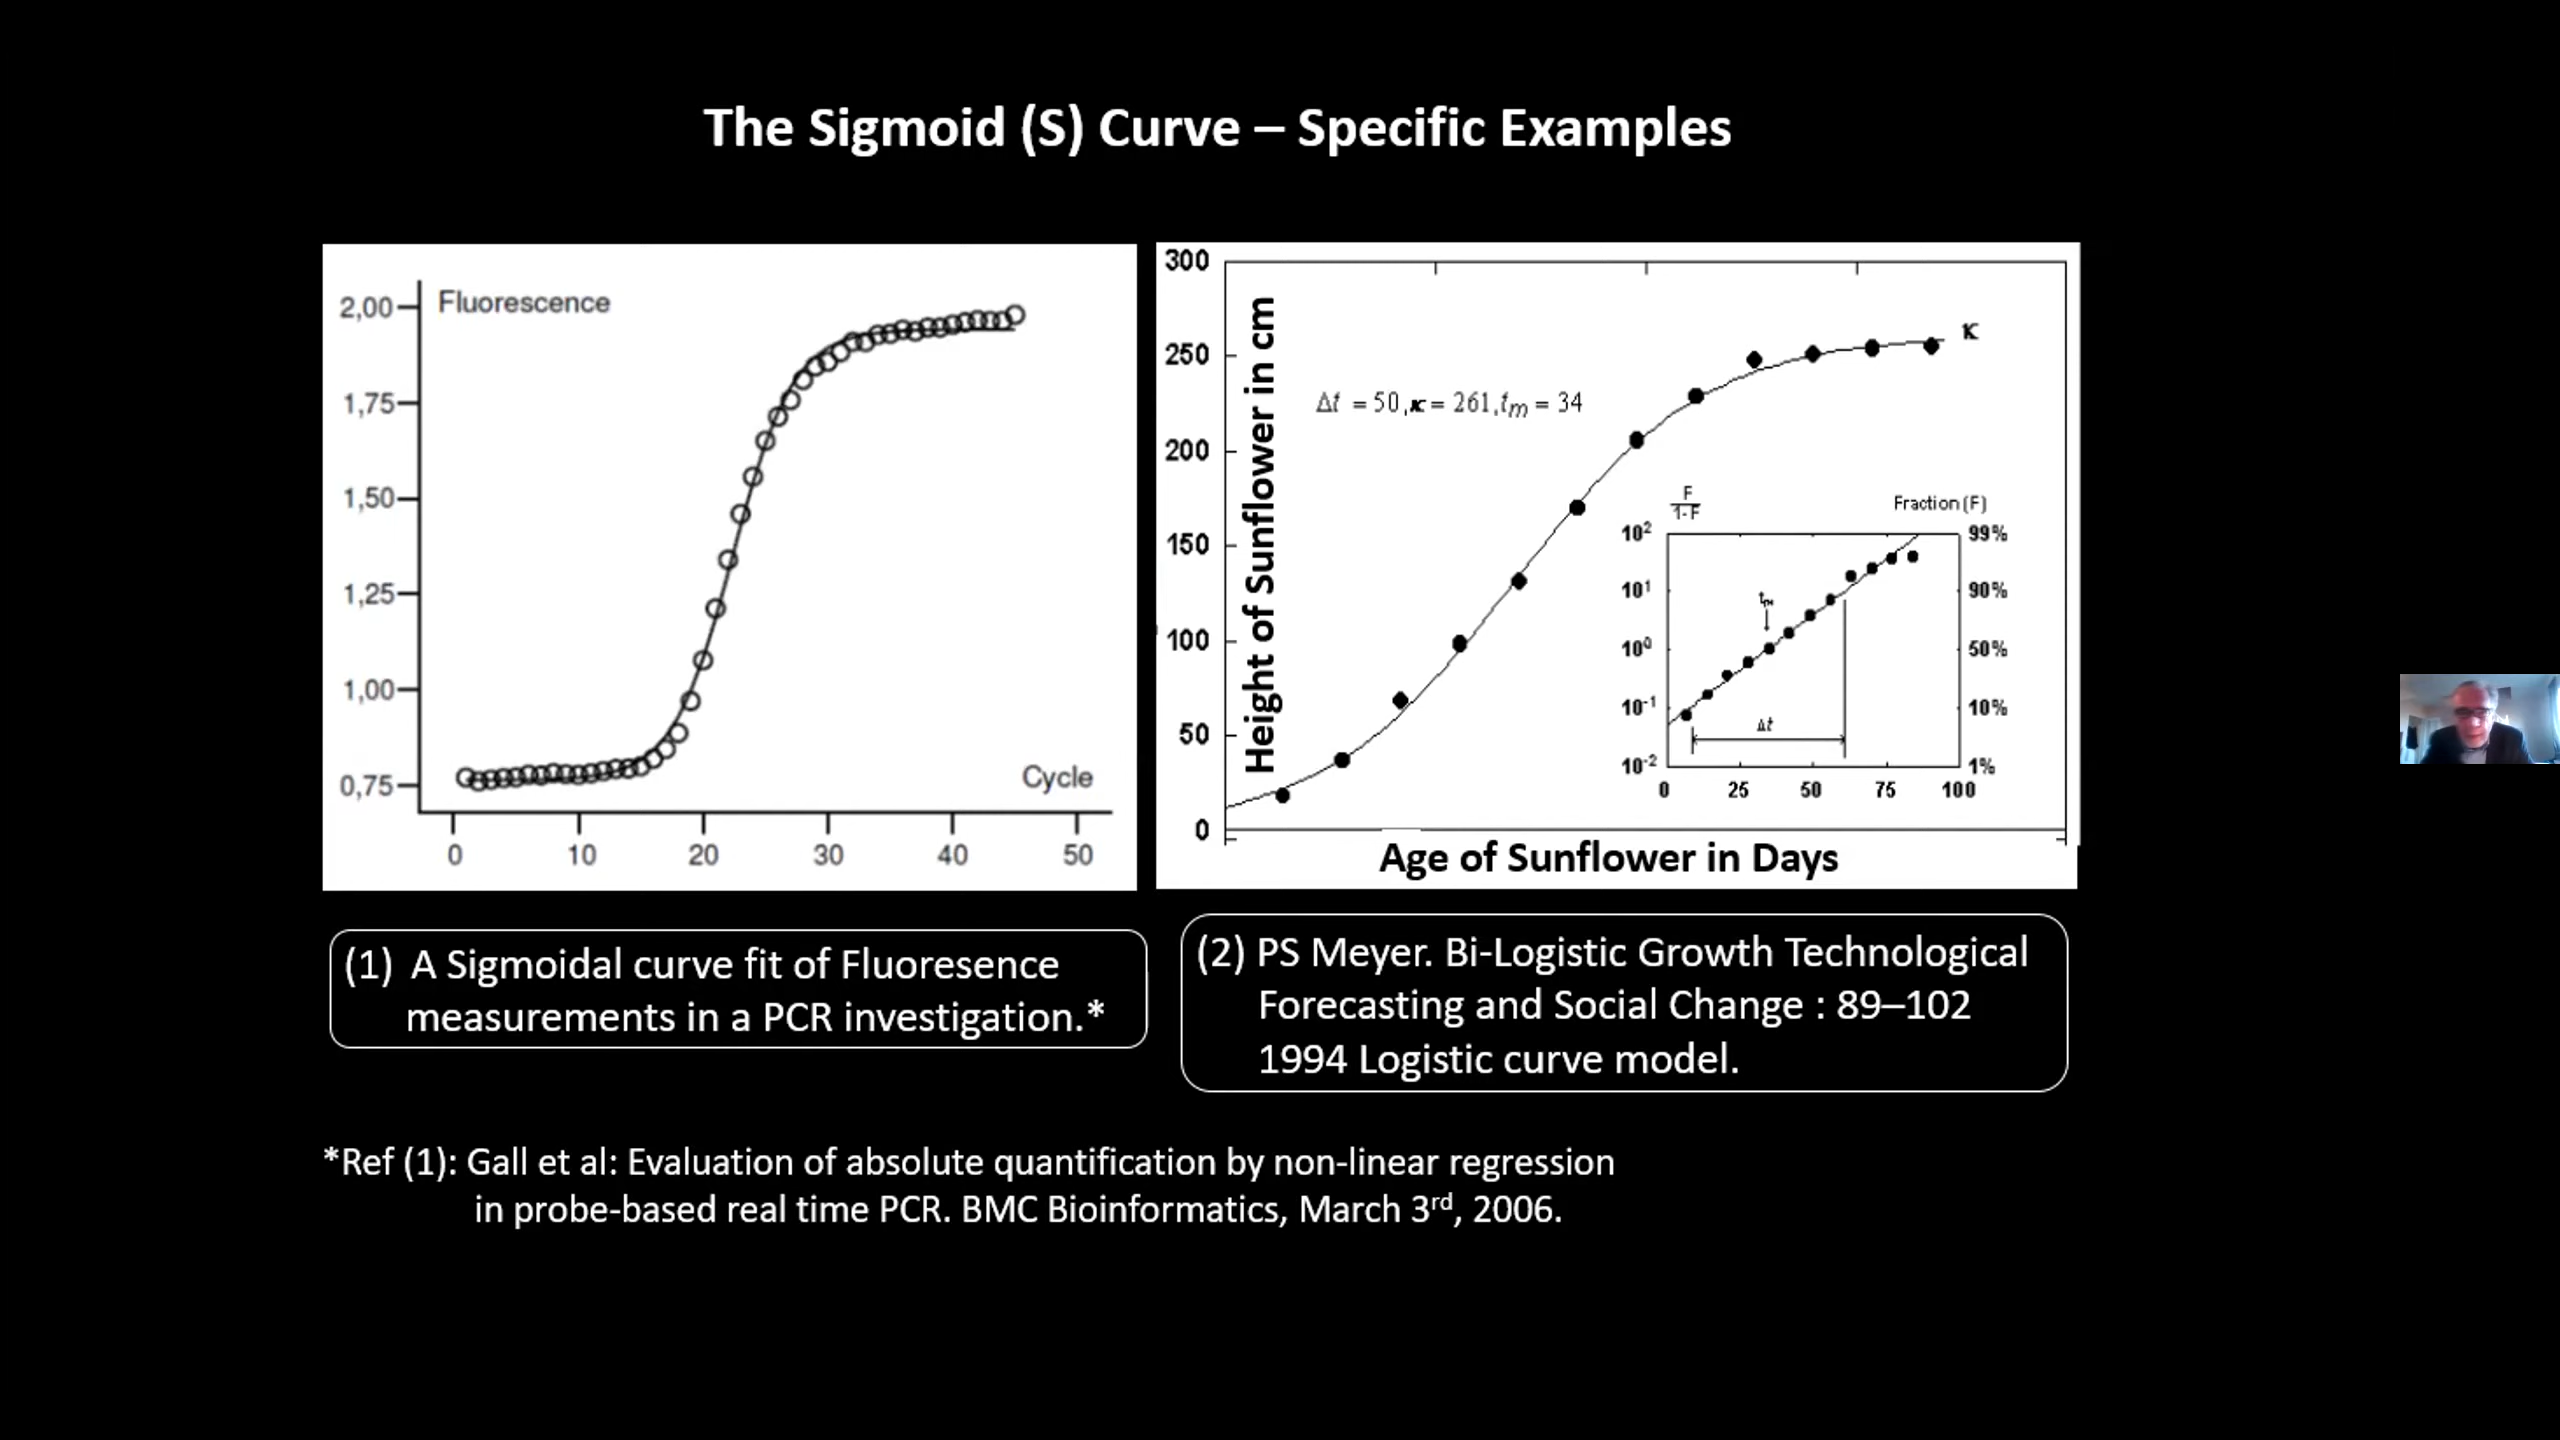 The Sigmoid (S) Curve – Specific Examples
Fluorescence
2,00
1,75
1,50
1,25
1,00
0,75
Cycle
0 10 20 30 40 50
300
250
200
150
100
50
0
Height of Sunflower in cm
κ
Δt = 50, κ = 261, tm = 34
F
1-F
Fraction (F)
10² 99%
10¹ 90%
10⁰ 50%
10⁻¹ 10%
10⁻² 1%
tm
Δt
0 25 50 75 100
Age of Sunflower in Days
(1) A Sigmoidal curve fit of Fluoresence
measurements in a PCR investigation.*
(2) PS Meyer. Bi-Logistic Growth Technological
Forecasting and Social Change : 89–102
1994 Logistic curve model.
*Ref (1): Gall et al: Evaluation of absolute quantification by non-linear regression
in probe-based real time PCR. BMC Bioinformatics, March 3rd, 2006.